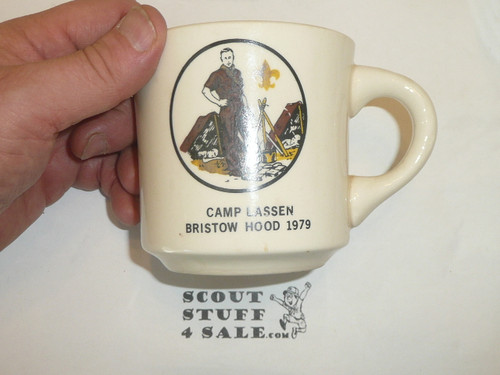 CAMP LASSEN
BRISTOW HOOD 1979
SCOUT
STUFF
4 SALE.COM